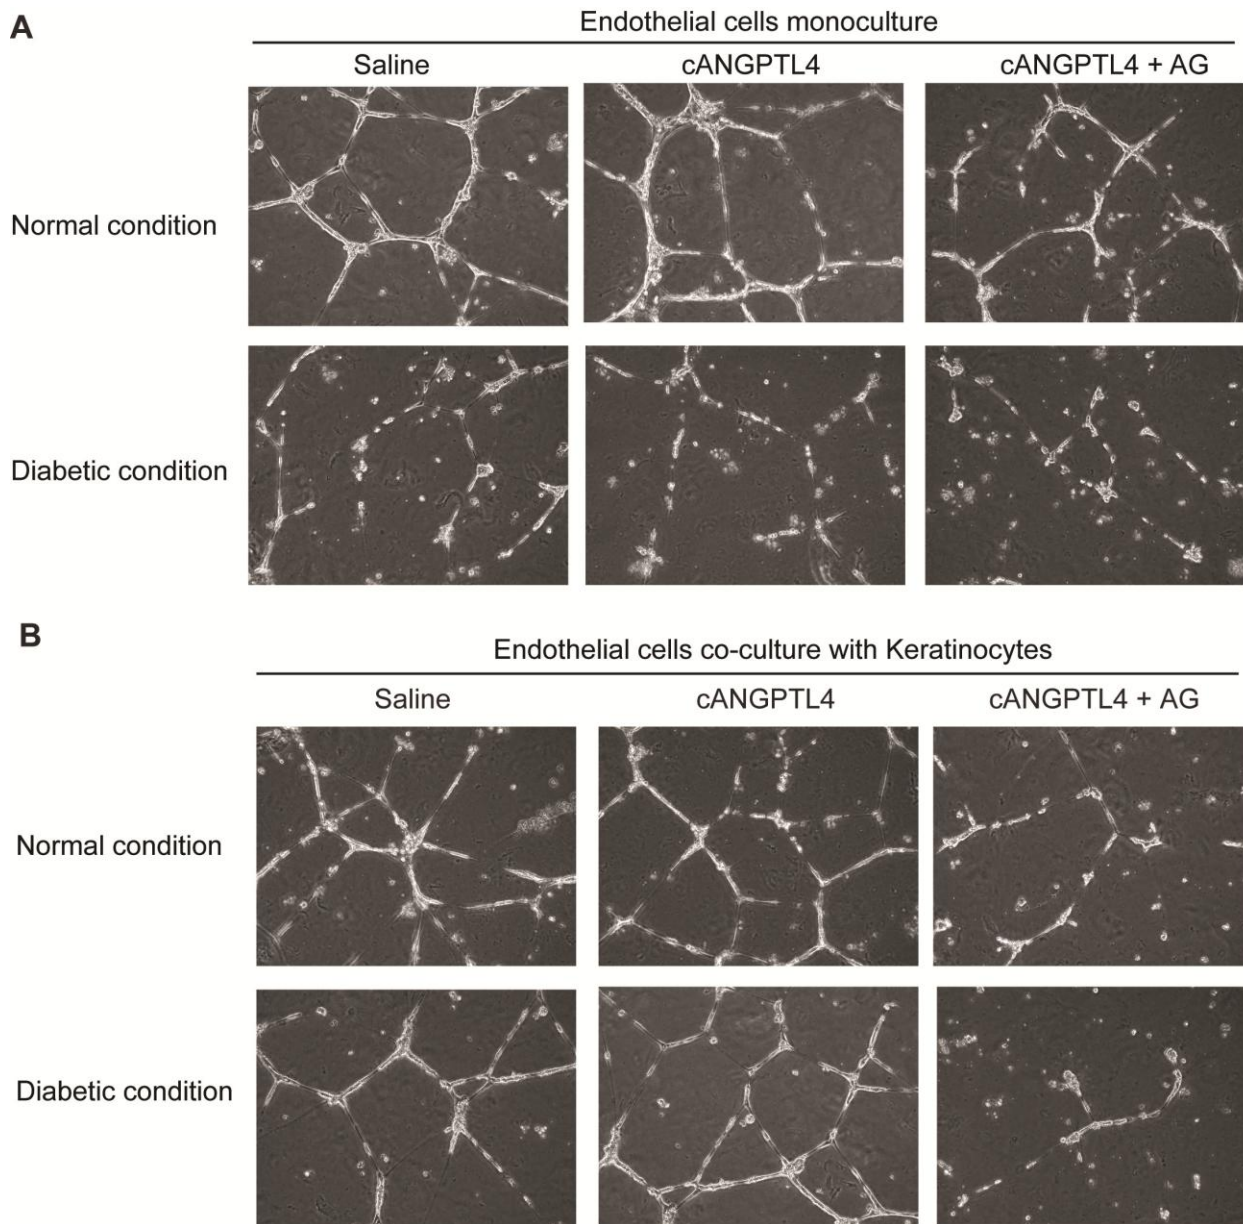 A
Endothelial cells monoculture
Saline cANGPTL4 cANGPTL4 + AG
Normal condition
Diabetic condition
B
Endothelial cells co-culture with Keratinocytes
Saline cANGPTL4 cANGPTL4 + AG
Normal condition
Diabetic condition